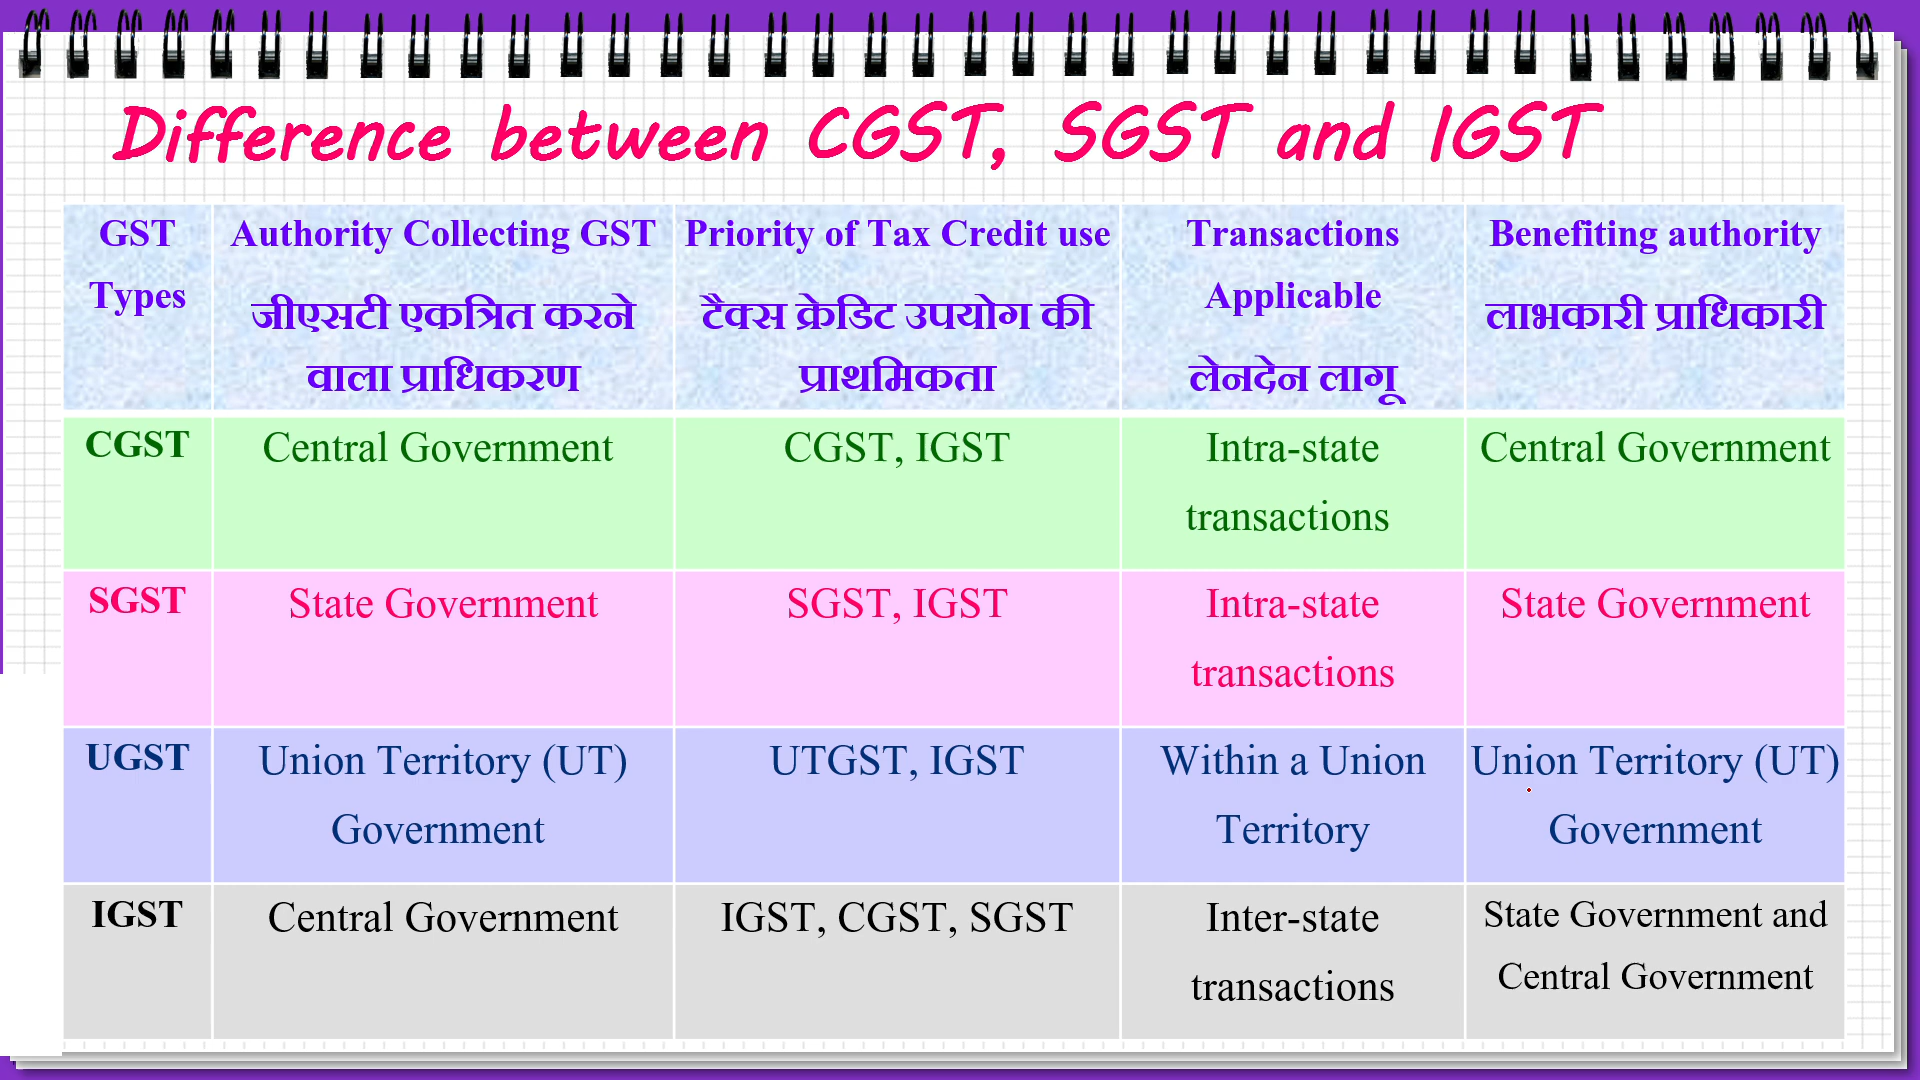 Difference between CGST, SGST and IGST
GST
Types
Authority Collecting GST
जीएसटी एकत्रित करने
वाला प्राधिकरण
Priority of Tax Credit use
टैक्स क्रेडिट उपयोग की
प्राथमिकता
Transactions
Applicable
लेनदेन लागू
Benefiting authority
लाभकारी प्राधिकारी
CGST
Central Government
CGST, IGST
Intra-state
transactions
Central Government
SGST
State Government
SGST, IGST
Intra-state
transactions
State Government
UGST
Union Territory (UT)
Government
UTGST, IGST
Within a Union
Territory
Union Territory (UT)
Government
IGST
Central Government
IGST, CGST, SGST
Inter-state
transactions
State Government and
Central Government